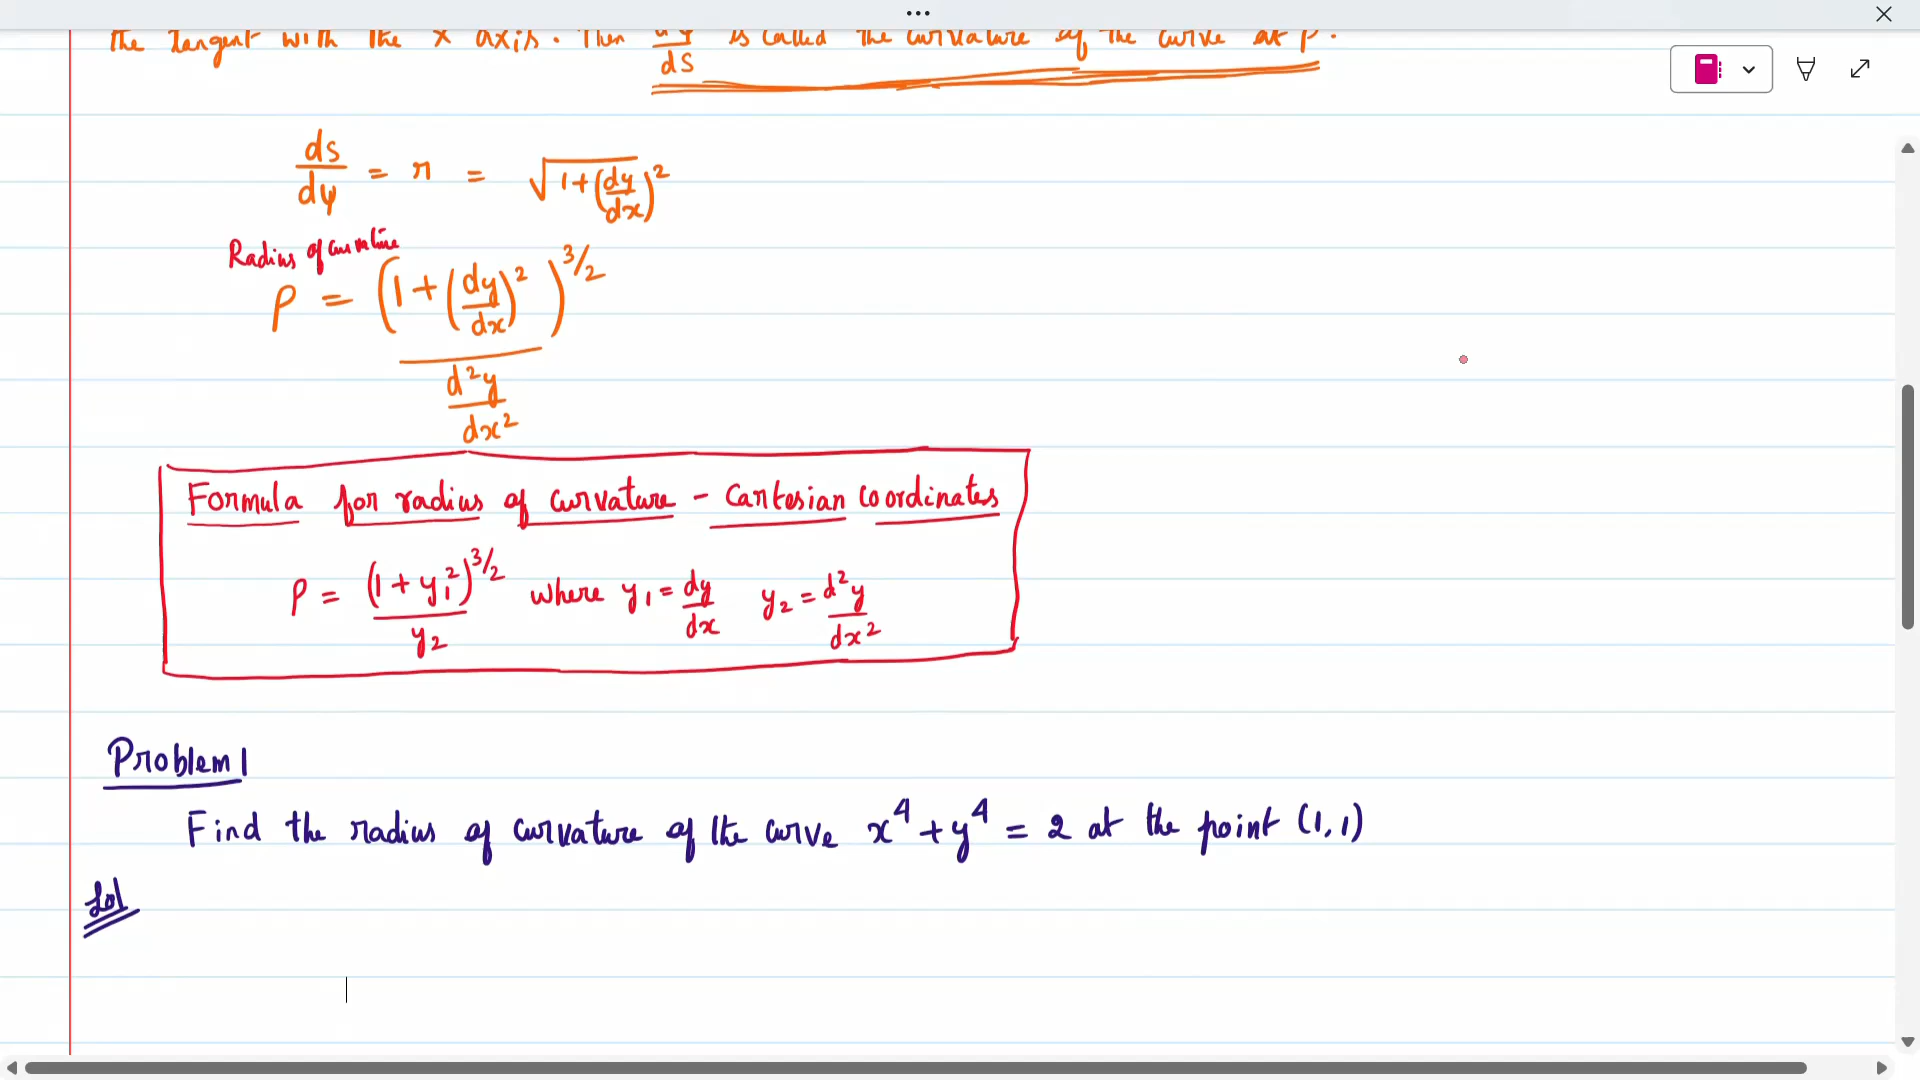 the tangent with the x axis. Then dψ/ds is called the curvature of the curve at P.
ds/dψ = r = √1+(dy/dx)²
Radius of curvature
ρ = (1+(dy/dx)²)^3/2 / d²y/dx²
Formula for radius of curvature - Cartesian coordinates
ρ = (1+y₁²)^3/2 / y₂ where y₁ = dy/dx y₂ = d²y/dx²
Problem 1
Find the radius of curvature of the curve x⁴+y⁴ = 2 at the point (1,1)
Sol